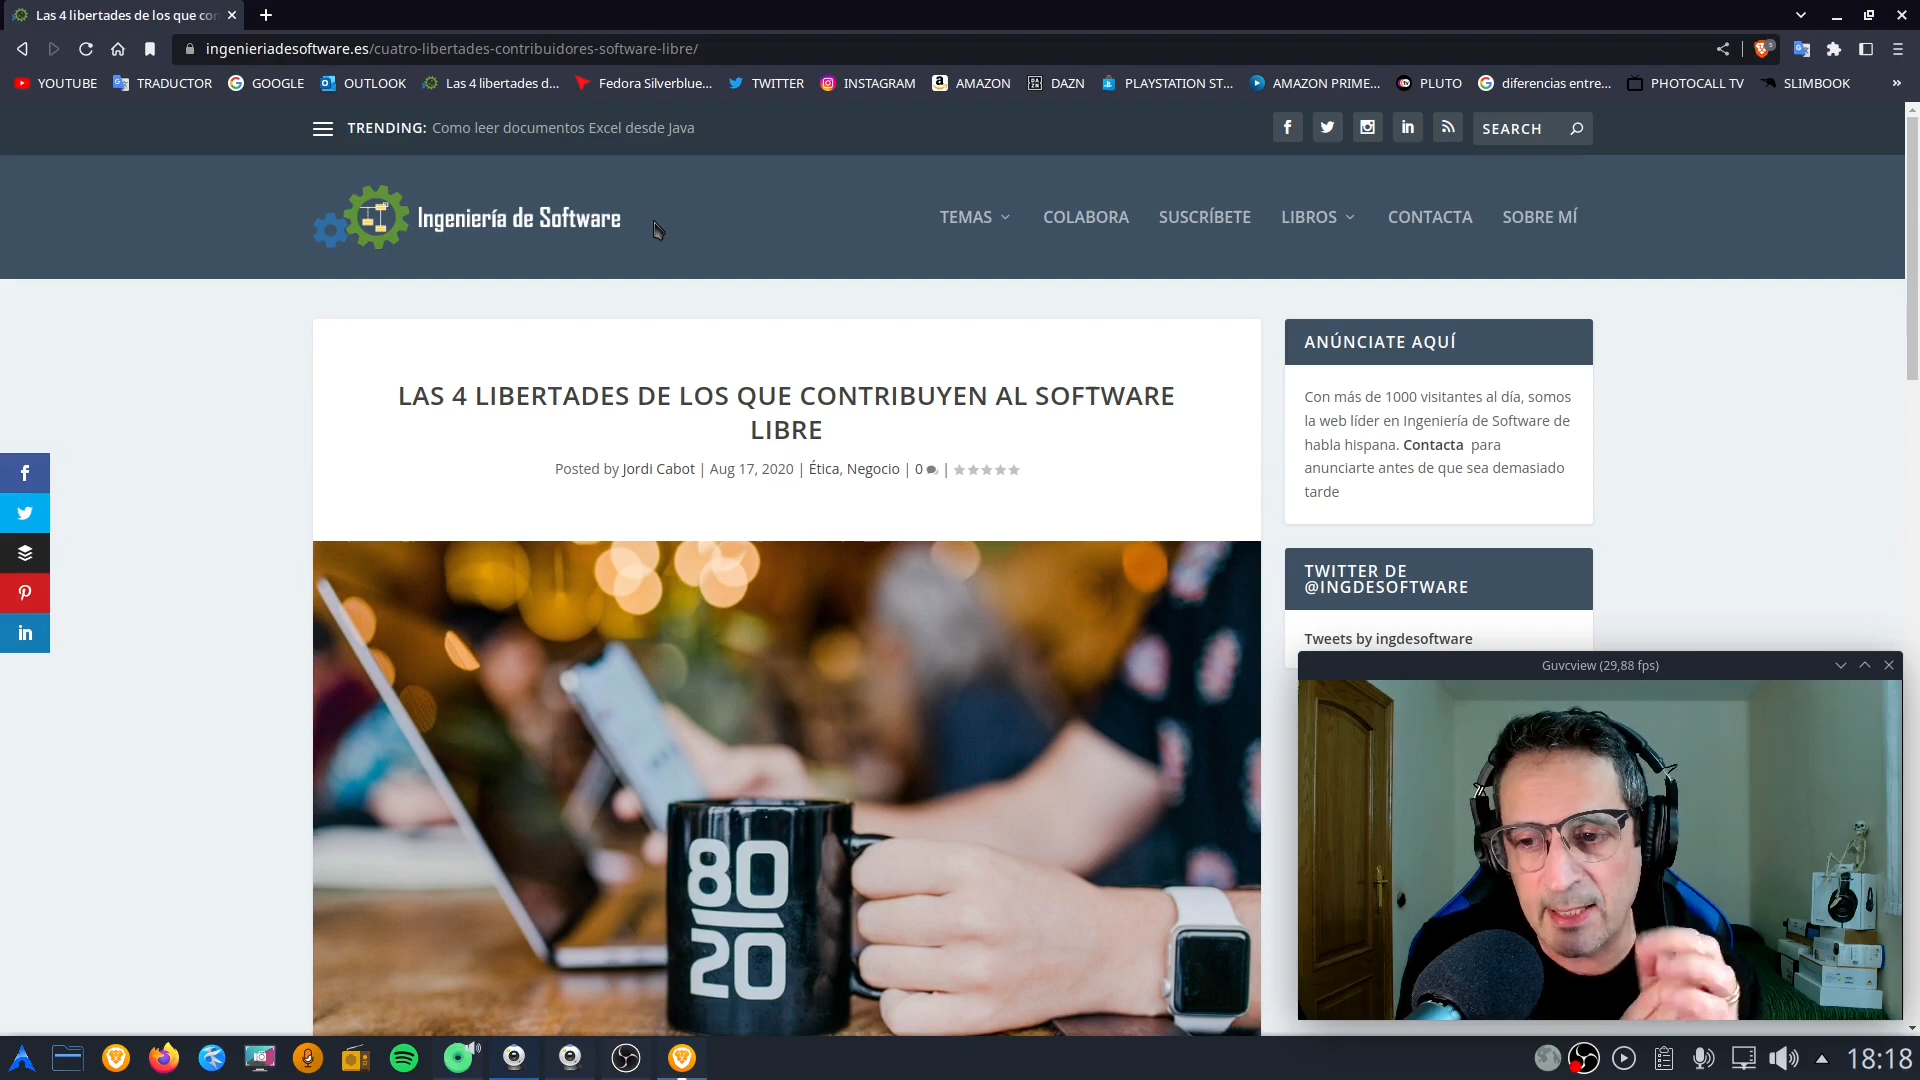 Las 4 libertades de los que con
ingenieriadesoftware.es/cuatro-libertades-contribuidores-software-libre/
YOUTUBE
TRADUCTOR
GOOGLE
OUTLOOK
Las 4 libertades d...
Fedora Silverblue...
TWITTER
INSTAGRAM
AMAZON
DAZN
PLAYSTATION ST...
AMAZON PRIME...
PLUTO
diferencias entre...
PHOTOCALL TV
SLIMBOOK
TRENDING: Como leer documentos Excel desde Java
SEARCH
Ingeniería de Software
TEMAS
COLABORA
SUSCRÍBETE
LIBROS
CONTACTA
SOBRE MÍ
LAS 4 LIBERTADES DE LOS QUE CONTRIBUYEN AL SOFTWARE
LIBRE
Posted by Jordi Cabot | Aug 17, 2020 | Ética, Negocio | 0 |
80
20
ANÚNCIATE AQUÍ
Con más de 1000 visitantes al día, somos
la web líder en Ingeniería de Software de
habla hispana. Contacta para
anunciarte antes de que sea demasiado
tarde
TWITTER DE
@INGDESOFTWARE
Tweets by ingdesoftware
Guvcview (29,88 fps)
18:18